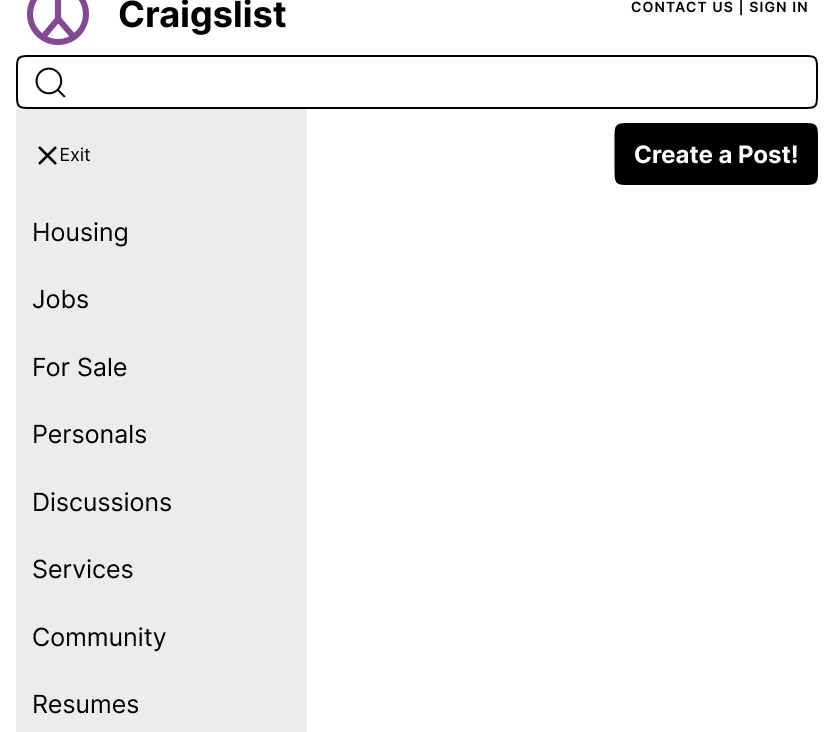 Craigslist
CONTACT US | SIGN IN
Exit
Create a Post!
Housing
Jobs
For Sale
Personals
Discussions
Services
Community
Resumes